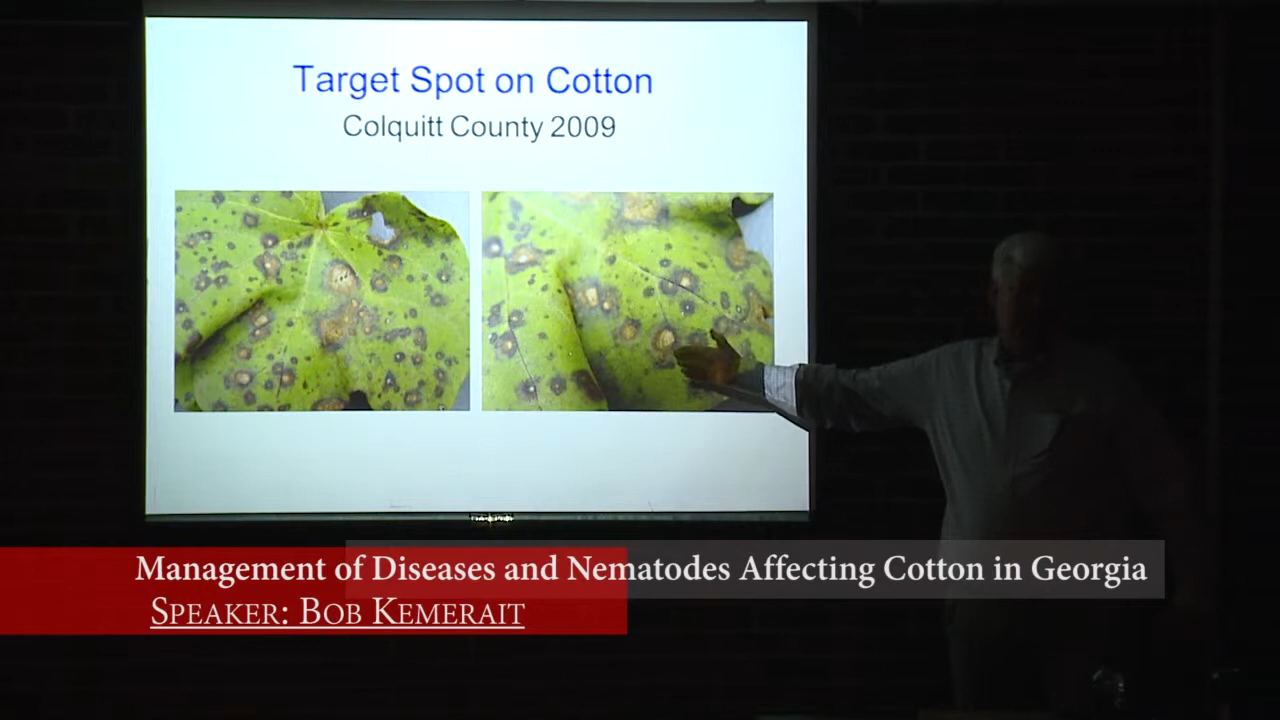 Target Spot on Cotton
Colquitt County 2009
Management of Diseases and Nematodes Affecting Cotton in Georgia
SPEAKER: BOB KEMERAIT